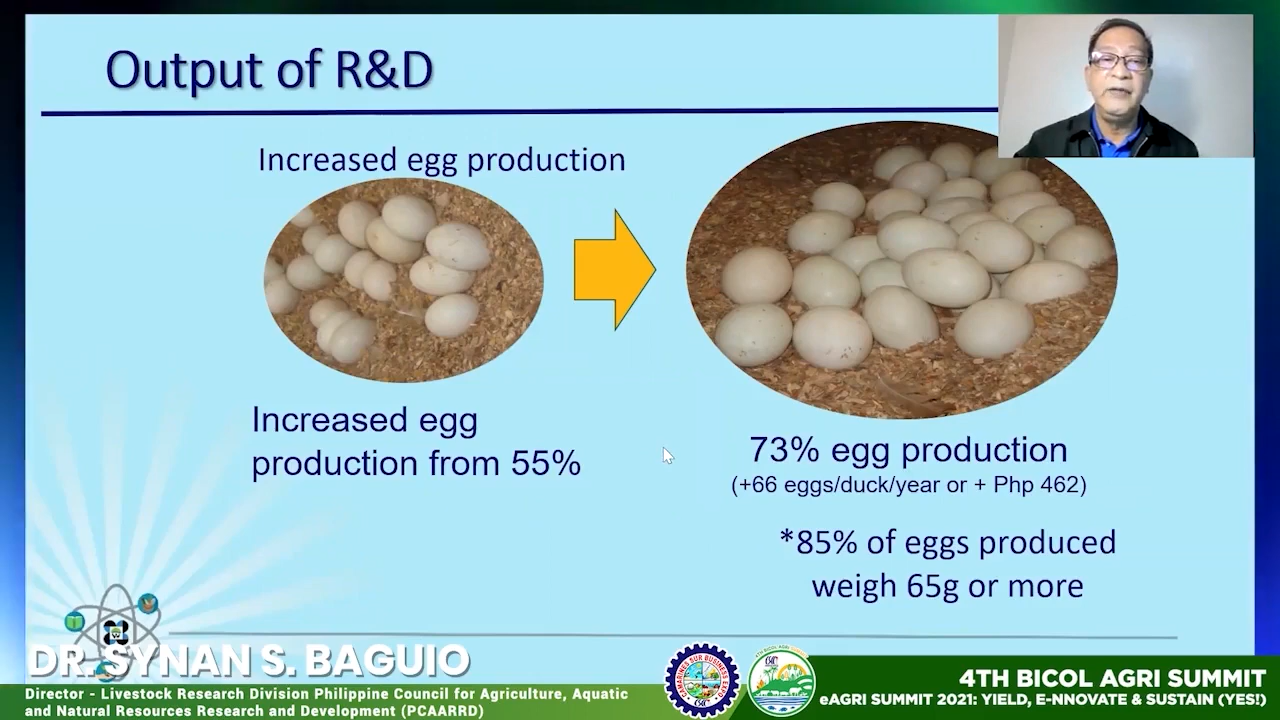 Output of R&D
Increased egg production
Increased egg
production from 55%
73% egg production
(+66 eggs/duck/year or + Php 462)
*85% of eggs produced
weigh 65g or more
DR. SYNAN S. BAGUIO
Director - Livestock Research Division Philippine Council for Agriculture, Aquatic
and Natural Resources Research and Development (PCAARRD)
4TH BICOL AGRI SUMMIT
eAGRI SUMMIT 2021: YIELD, E-NNOVATE & SUSTAIN (YES!)